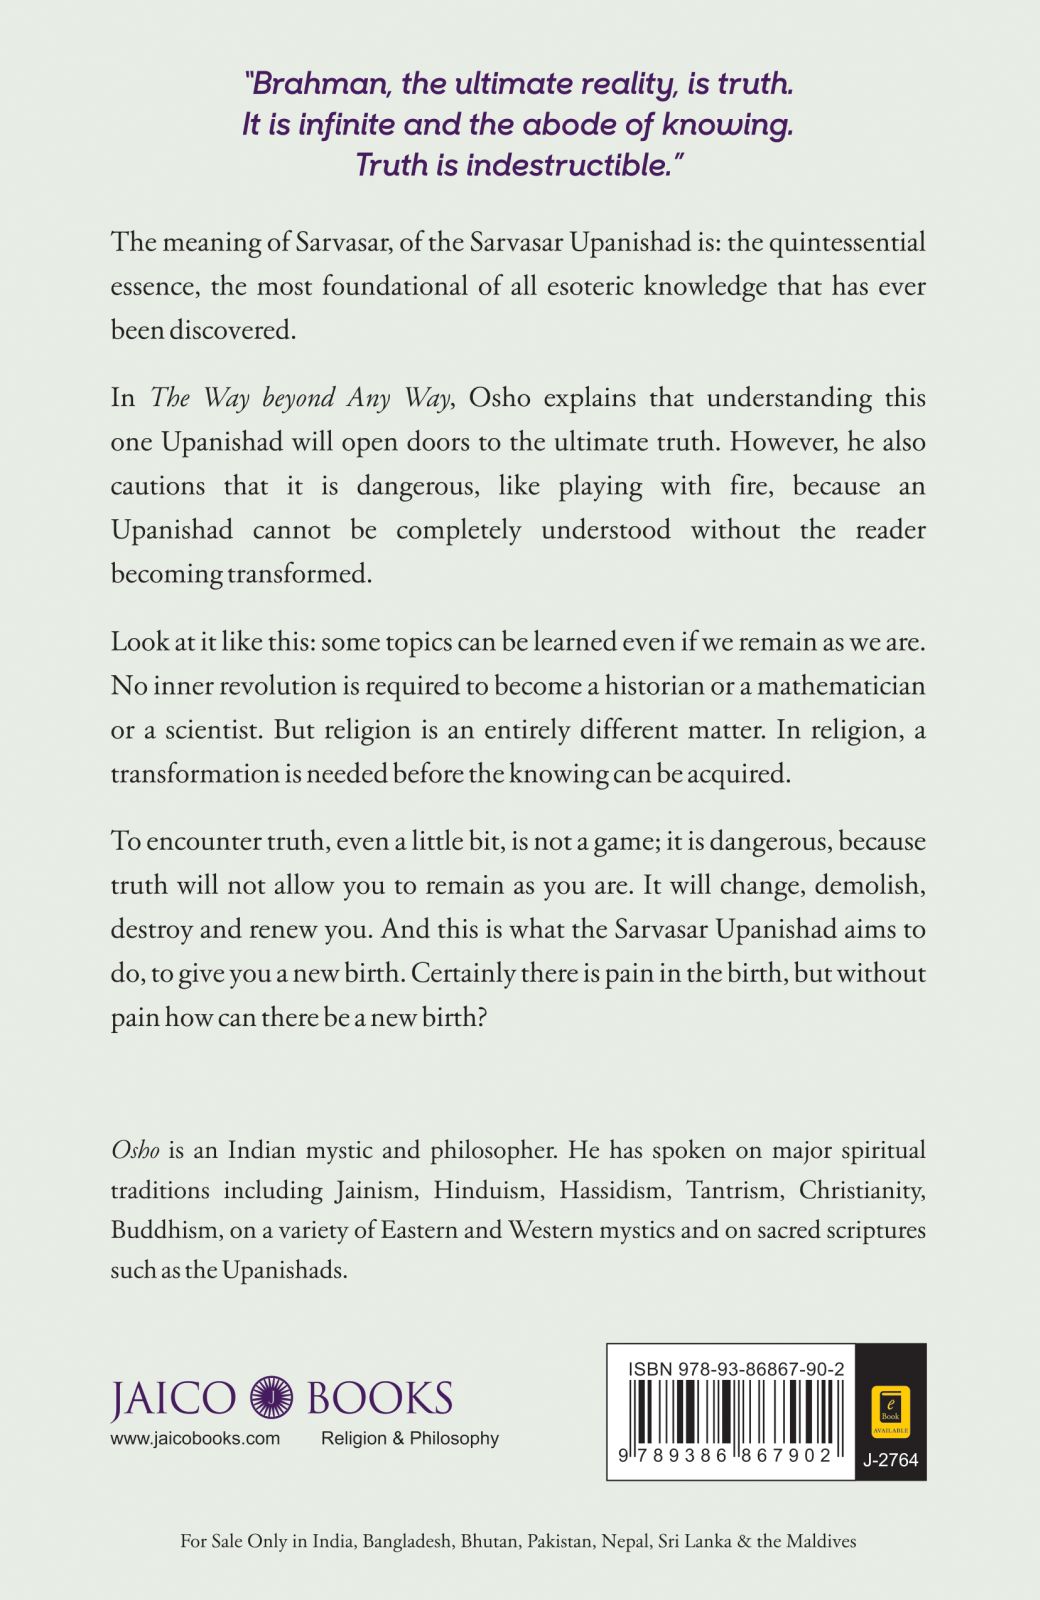 "Brahman, the ultimate reality, is truth.
It is infinite and the abode of knowing.
Truth is indestructible."
The meaning of Sarvasar, of the Sarvasar Upanishad is: the quintessential
essence, the most foundational of all esoteric knowledge that has ever
been discovered.
In The Way beyond Any Way, Osho explains that understanding this
one Upanishad will open doors to the ultimate truth. However, he also
cautions that it is dangerous, like playing with fire, because an
Upanishad cannot be completely understood without the reader
becoming transformed.
Look at it like this: some topics can be learned even if we remain as we are.
No inner revolution is required to become a historian or a mathematician
or a scientist. But religion is an entirely different matter. In religion, a
transformation is needed before the knowing can be acquired.
To encounter truth, even a little bit, is not a game; it is dangerous, because
truth will not allow you to remain as you are. It will change, demolish,
destroy and renew you. And this is what the Sarvasar Upanishad aims to
do, to give you a new birth. Certainly there is pain in the birth, but without
pain how can there be a new birth?
Osho is an Indian mystic and philosopher. He has spoken on major spiritual
traditions including Jainism, Hinduism, Hassidism, Tantrism, Christianity,
Buddhism, on a variety of Eastern and Western mystics and on sacred scriptures
such as the Upanishads.
JAICO J BOOKS
www.jaicobooks.com Religion & Philosophy
ISBN 978-93-86867-90-2
9 789386 867902
e
Book
AVAILABLE
J-2764
For Sale Only in India, Bangladesh, Bhutan, Pakistan, Nepal, Sri Lanka & the Maldives